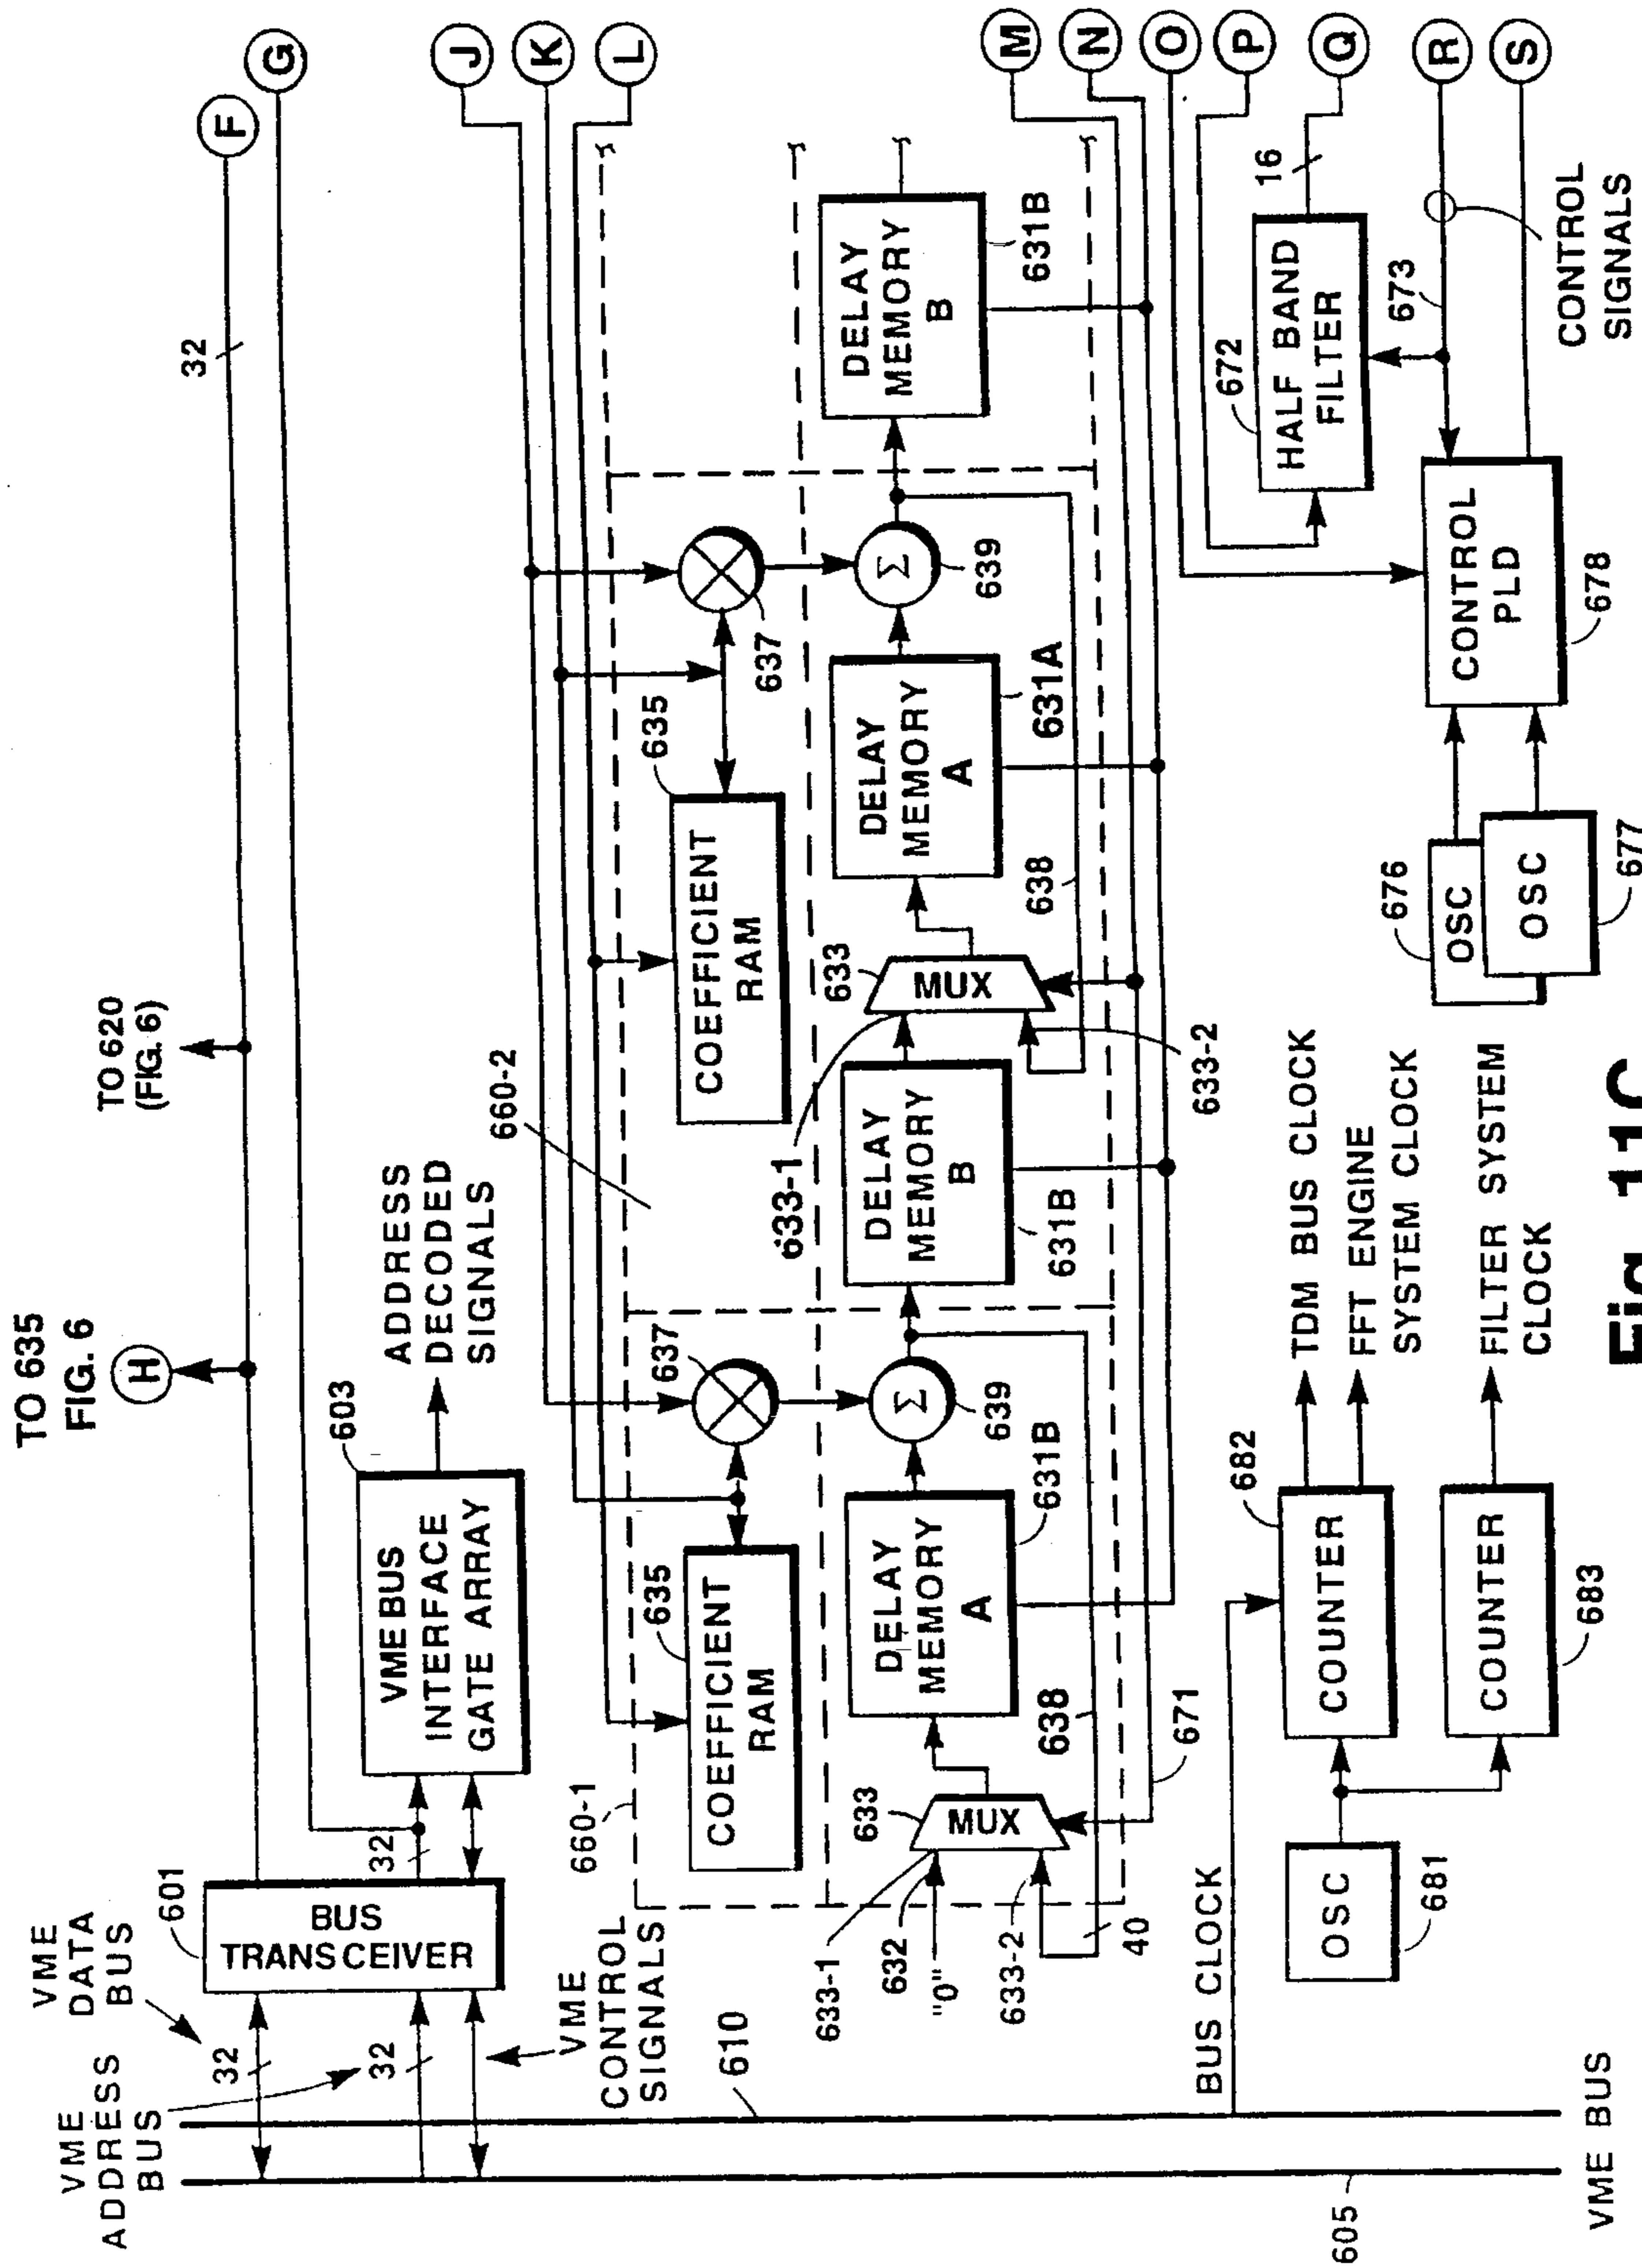 TO 635
FIG. 6
H
TO 620
(FIG. 6)
32
F
G
VME
DATA
BUS
VME
ADDRESS
BUS
32
32
601
BUS
TRANSCEIVER
32
603
VME BUS
INTERFACE
GATE ARRAY
ADDRESS
DECODED
SIGNALS
VME
CONTROL
SIGNALS
610
J
K
L
660-1
660-2
635
COEFFICIENT
RAM
637
635
COEFFICIENT
RAM
637
633-1
632
"0"
633-2
40
633
MUX
638
DELAY
MEMORY
A
631B
Σ
639
DELAY
MEMORY
B
631B
633-1
633
MUX
633-2
638
DELAY
MEMORY
A
631A
Σ
639
DELAY
MEMORY
B
631B
671
M
N
O
P
Q
R
S
BUS CLOCK
OSC
681
682
COUNTER
COUNTER
683
TDM BUS CLOCK
FFT ENGINE
SYSTEM CLOCK
FILTER SYSTEM
CLOCK
676
OSC
OSC
677
CONTROL
PLD
678
672
HALF BAND
FILTER
16
673
CONTROL
SIGNALS
605
VME BUS
Fig. 11C